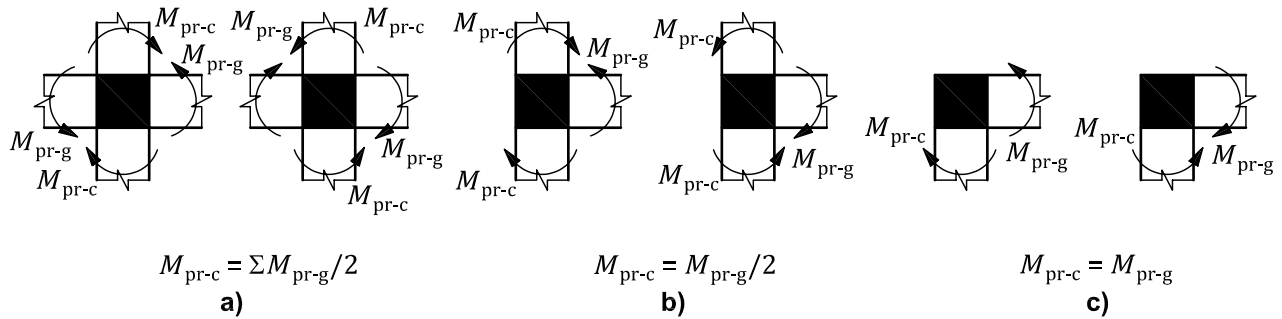 M_pr-c M_pr-g M_pr-c M_pr-c M_pr-c
M_pr-g M_pr-g
M_pr-c M_pr-c
M_pr-g M_pr-g M_pr-g M_pr-g M_pr-g
M_pr-c M_pr-c M_pr-c M_pr-c
M_pr-c = ΣM_pr-g/2 M_pr-c = M_pr-g/2 M_pr-c = M_pr-g
a) b) c)